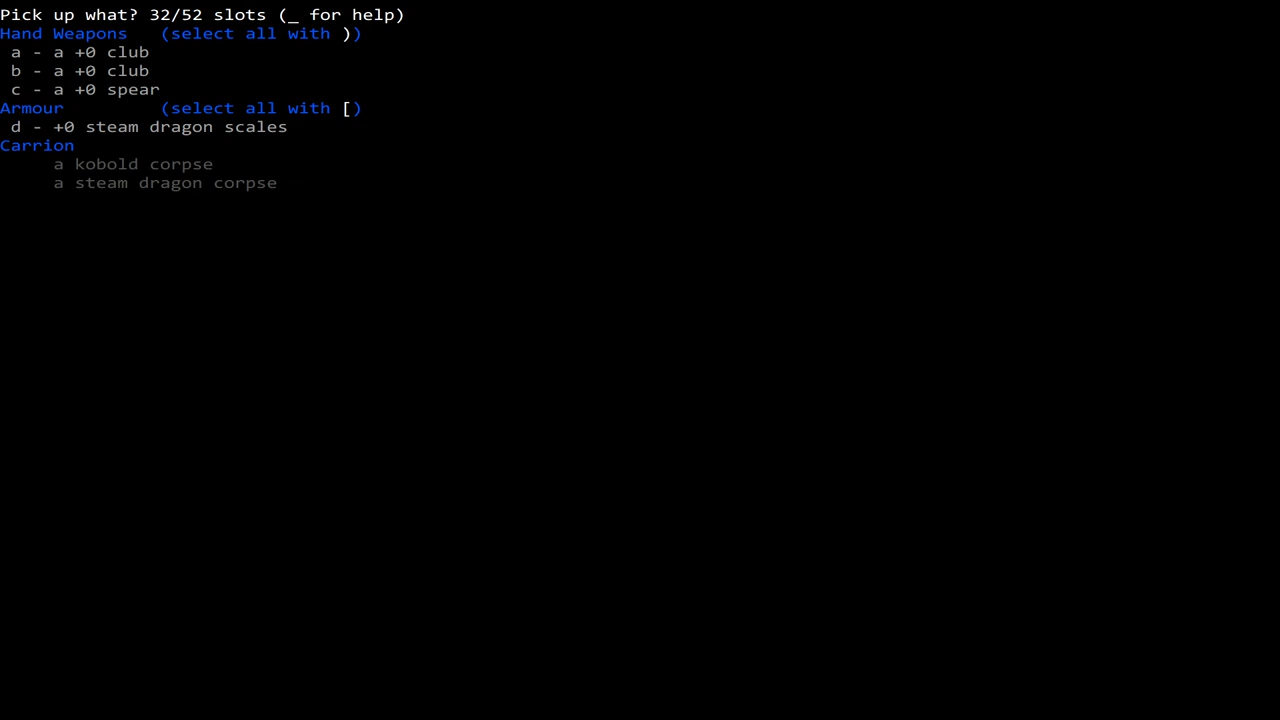 Pick up what? 32/52 slots (_ for help)
Hand Weapons (select all with ))
a - a +0 club
b - a +0 club
c - a +0 spear
Armour (select all with [)
d - +0 steam dragon scales
Carrion
a kobold corpse
a steam dragon corpse